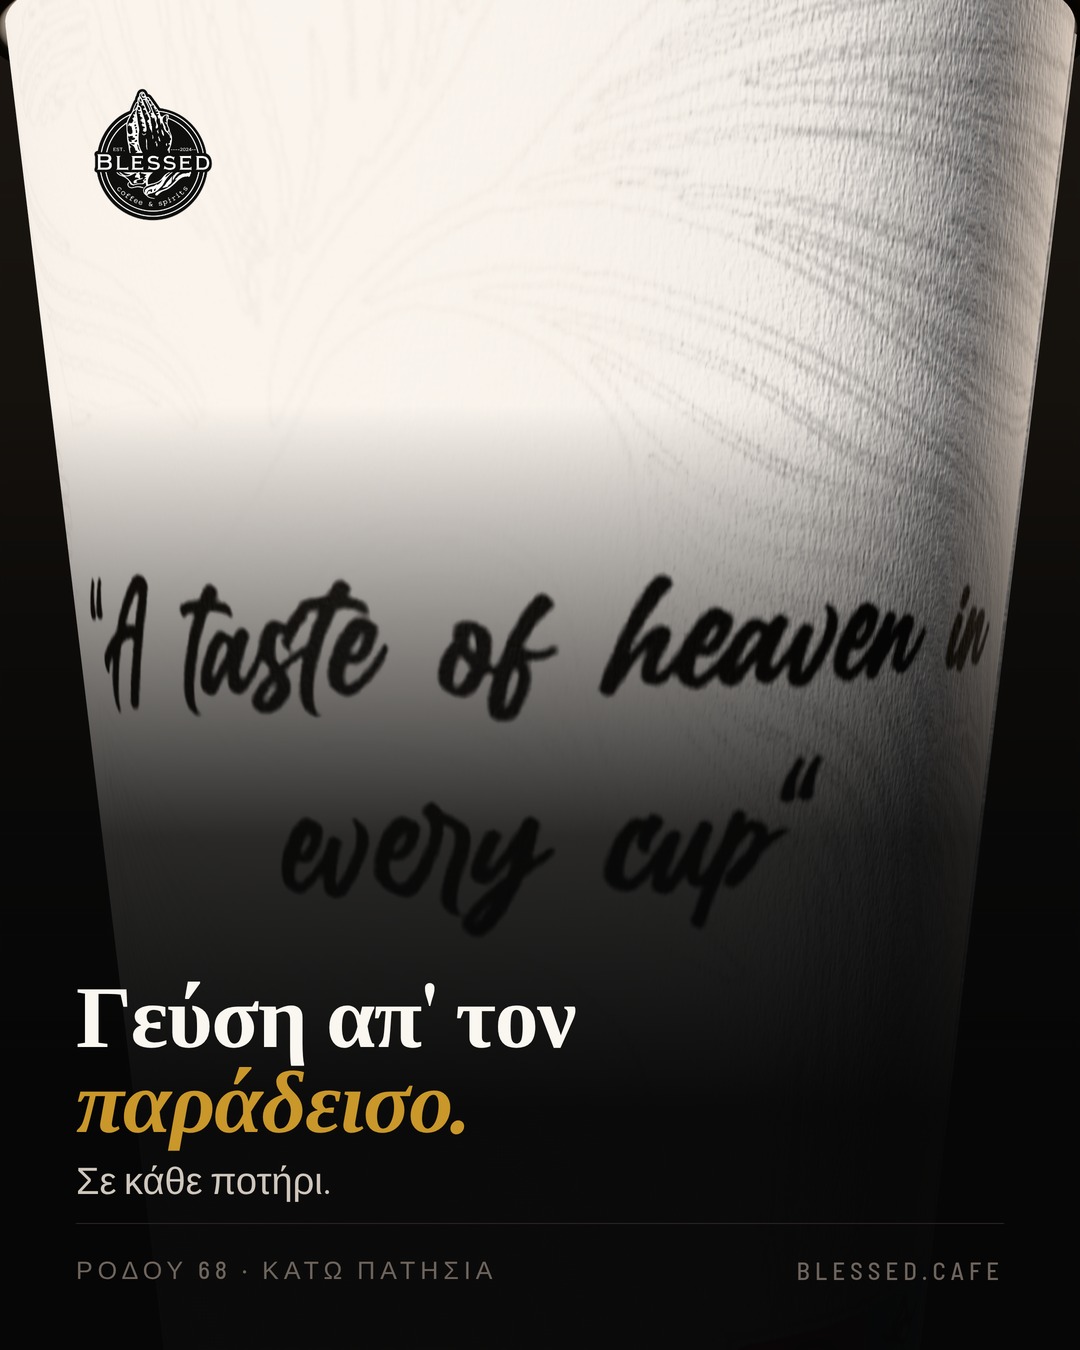 EST. 2024
BLESSED
coffee & spirits
"A taste of heaven in
every cup"
Γεύση απ' τον
παράδεισο.
Σε κάθε ποτήρι.
ΡΟΔΟΥ 68 · ΚΑΤΩ ΠΑΤΗΣΙΑ
BLESSED.CAFE